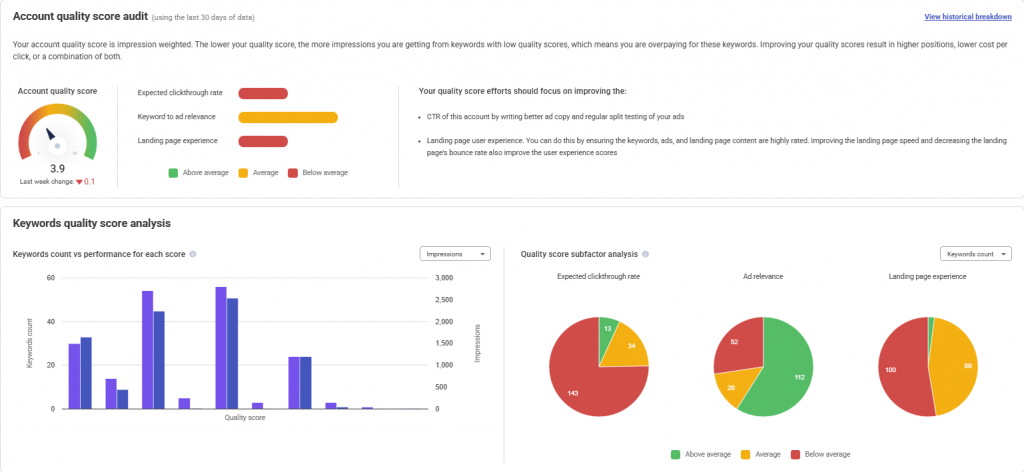 Account quality score audit (using the last 30 days of data)
View historical breakdown
Your account quality score is impression weighted. The lower your quality score, the more impressions you are getting from keywords with low quality scores, which means you are overpaying for these keywords. Improving your quality scores result in higher positions, lower cost per
click, or a combination of both.
Account quality score
3.9
Last week change: 0.1
Expected clickthrough rate
Keyword to ad relevance
Landing page experience
Above average
Average
Below average
Your quality score efforts should focus on improving the:
CTR of this account by writing better ad copy and regular split testing of your ads
Landing page user experience. You can do this by ensuring the keywords, ads, and landing page content are highly rated. Improving the landing page speed and decreasing the landing
page's bounce rate also improve the user experience scores
Keywords quality score analysis
Keywords count vs performance for each score
Impressions
60
40
20
0
Keywords count
3,000
2,500
2,000
1,500
1,000
500
0
Impressions
Quality score
Quality score subfactor analysis
Keywords count
Expected clickthrough rate
13
34
143
Ad relevance
52
26
112
Landing page experience
100
Above average
Average
Below average